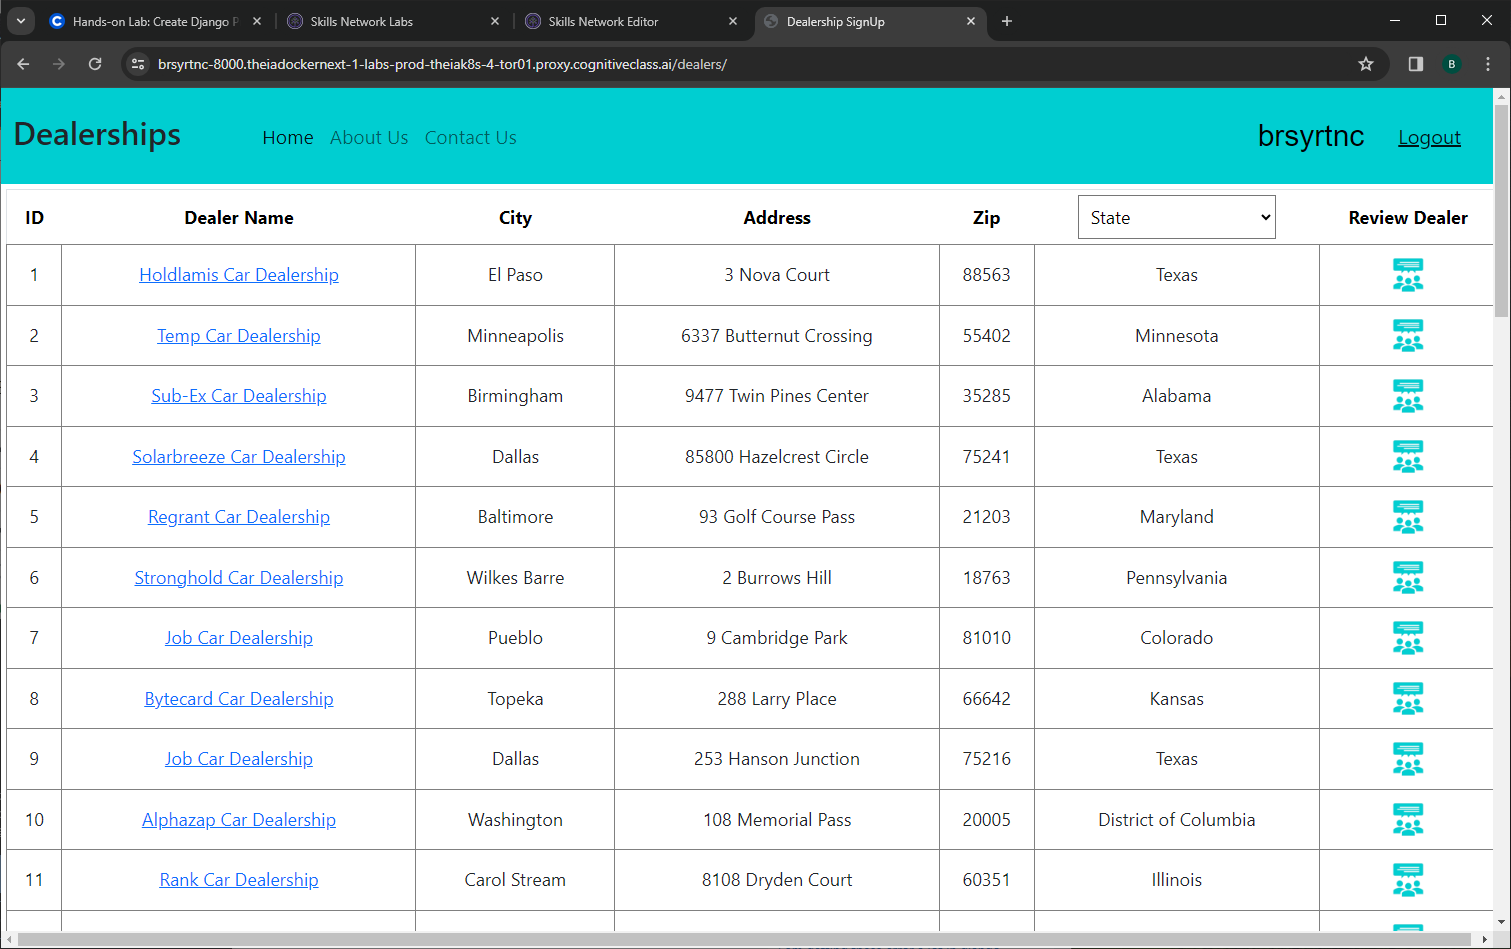 Hands-on Lab: Create Django P
Skills Network Labs
Skills Network Editor
Dealership SignUp
brsyrtnc-8000.theiadockernext-1-labs-prod-theiak8s-4-tor01.proxy.cognitiveclass.ai/dealers/
B
Dealerships Home About Us Contact Us brsyrtnc Logout
ID Dealer Name City Address Zip State Review Dealer
1 Holdlamis Car Dealership El Paso 3 Nova Court 88563 Texas
2 Temp Car Dealership Minneapolis 6337 Butternut Crossing 55402 Minnesota
3 Sub-Ex Car Dealership Birmingham 9477 Twin Pines Center 35285 Alabama
4 Solarbreeze Car Dealership Dallas 85800 Hazelcrest Circle 75241 Texas
5 Regrant Car Dealership Baltimore 93 Golf Course Pass 21203 Maryland
6 Stronghold Car Dealership Wilkes Barre 2 Burrows Hill 18763 Pennsylvania
7 Job Car Dealership Pueblo 9 Cambridge Park 81010 Colorado
8 Bytecard Car Dealership Topeka 288 Larry Place 66642 Kansas
9 Job Car Dealership Dallas 253 Hanson Junction 75216 Texas
10 Alphazap Car Dealership Washington 108 Memorial Pass 20005 District of Columbia
11 Rank Car Dealership Carol Stream 8108 Dryden Court 60351 Illinois